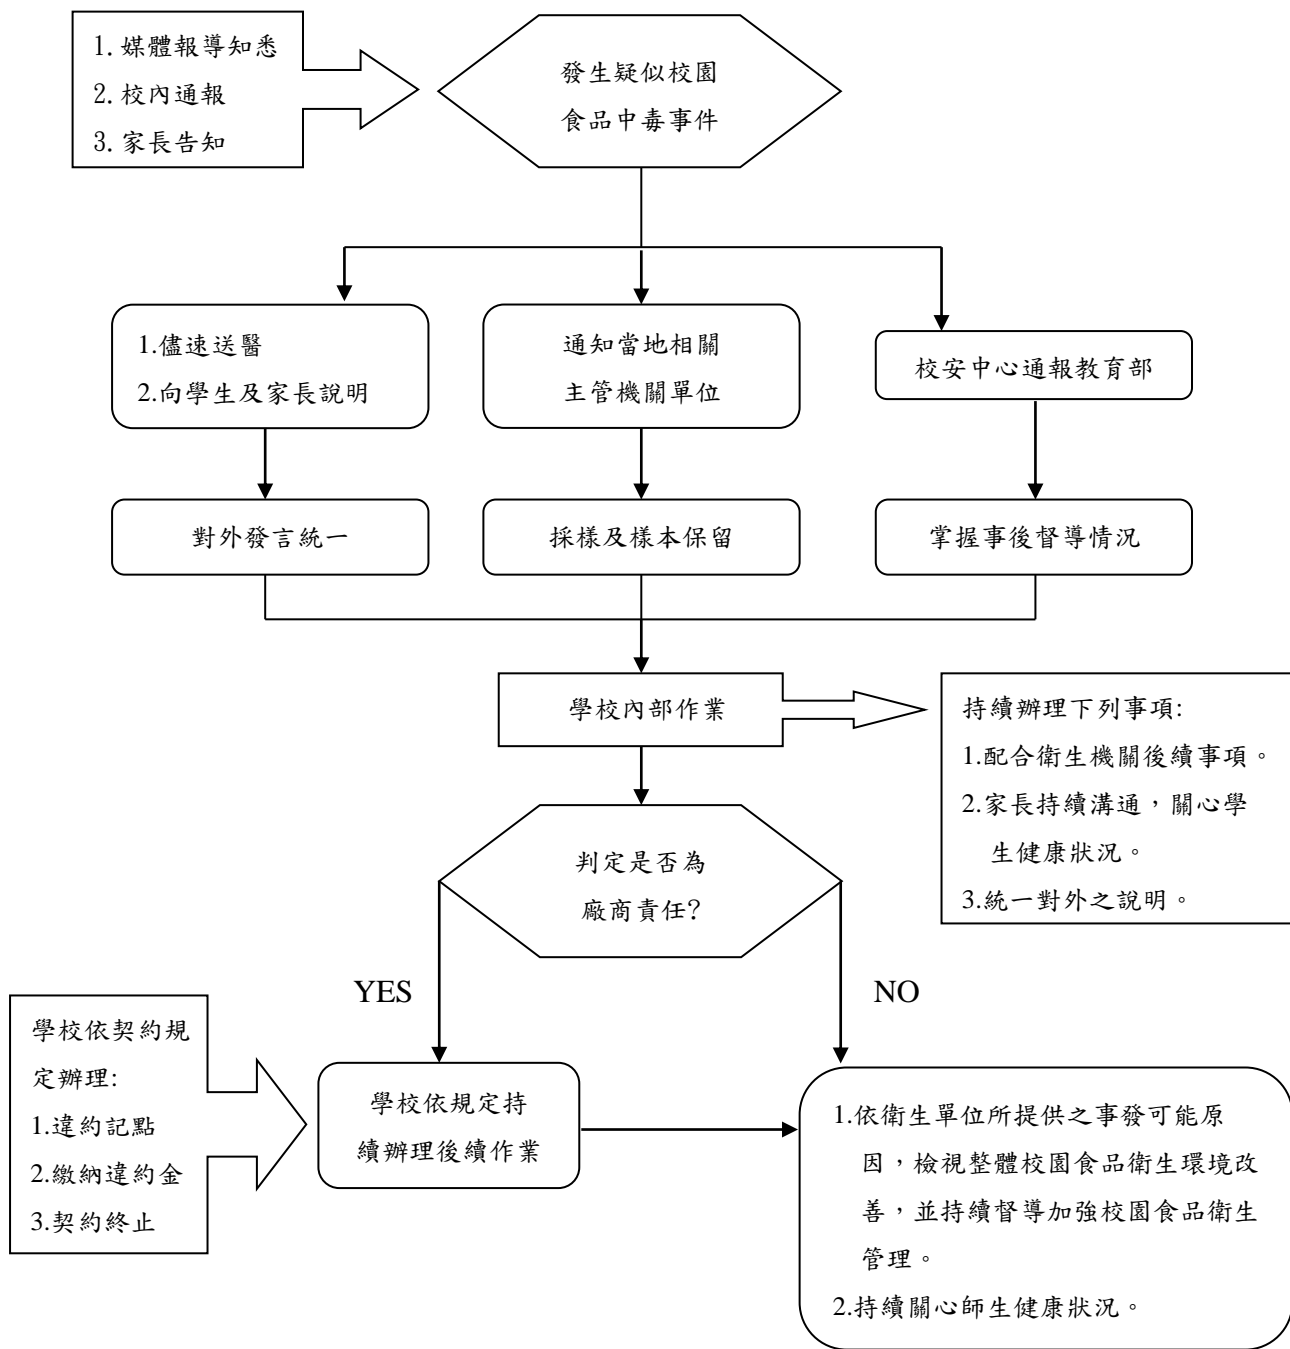 1. 媒體報導知悉
2. 校內通報
3. 家長告知
發生疑似校園
食品中毒事件
1.儘速送醫
2.向學生及家長說明
通知當地相關
主管機關單位
校安中心通報教育部
對外發言統一
採樣及樣本保留
掌握事後督導情況
學校內部作業
持續辦理下列事項:
1.配合衛生機關後續事項。
2.家長持續溝通，關心學
生健康狀況。
3.統一對外之說明。
判定是否為
廠商責任?
YES
NO
學校依契約規
定辦理:
1.違約記點
2.繳納違約金
3.契約終止
學校依規定持
續辦理後續作業
1.依衛生單位所提供之事發可能原
因，檢視整體校園食品衛生環境改
善，並持續督導加強校園食品衛生
管理。
2.持續關心師生健康狀況。